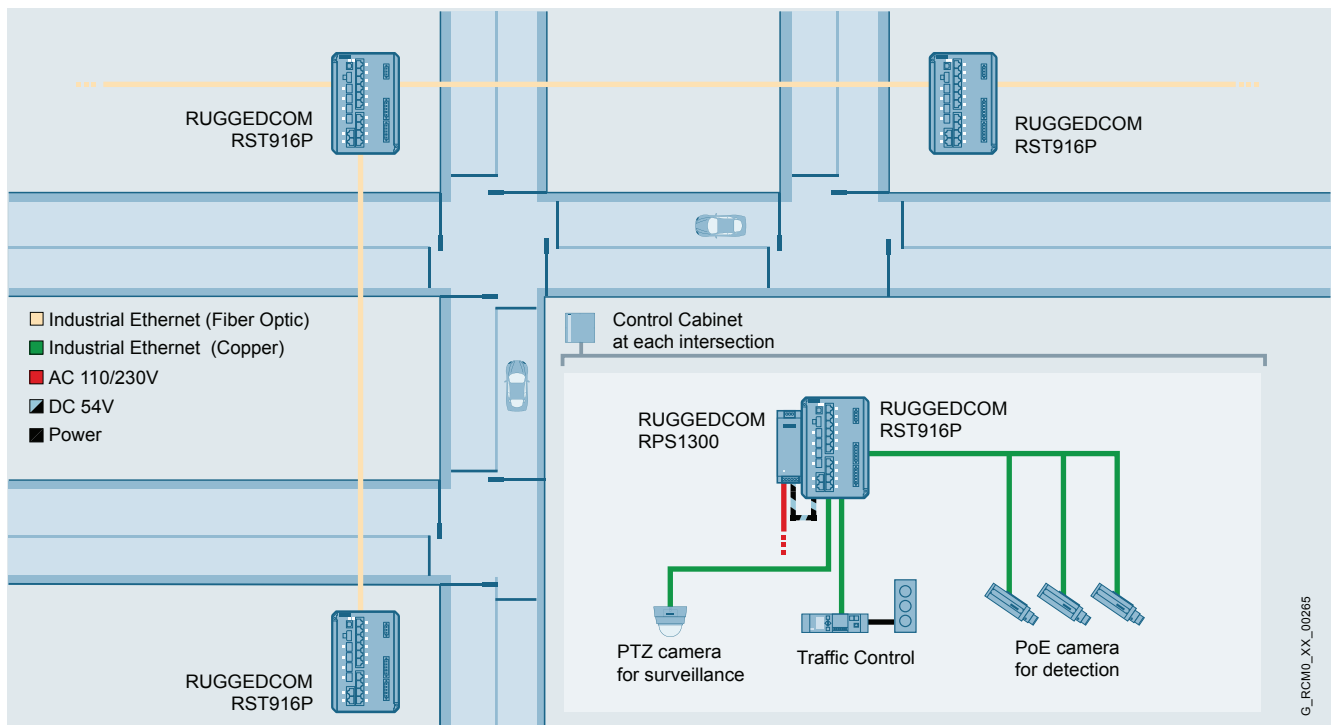 RUGGEDCOM
RST916P
RUGGEDCOM
RST916P
Industrial Ethernet (Fiber Optic)
Industrial Ethernet (Copper)
AC 110/230V
DC 54V
Power
Control Cabinet
at each intersection
RUGGEDCOM
RPS1300
RUGGEDCOM
RST916P
PTZ camera
for surveillance
Traffic Control
PoE camera
for detection
RUGGEDCOM
RST916P
G_RCM0_XX_00265